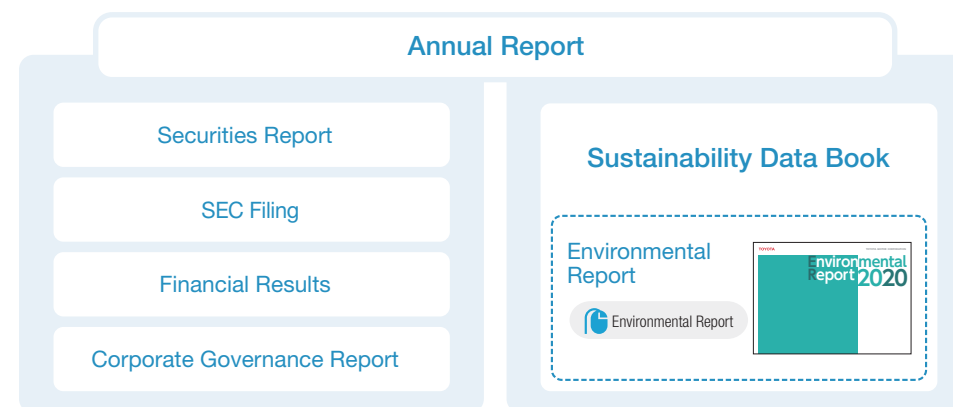 Annual Report
Securities Report
SEC Filing
Financial Results
Corporate Governance Report
Sustainability Data Book
Environmental
Report
Environmental Report
TOYOTA
Environmental
Report 2020